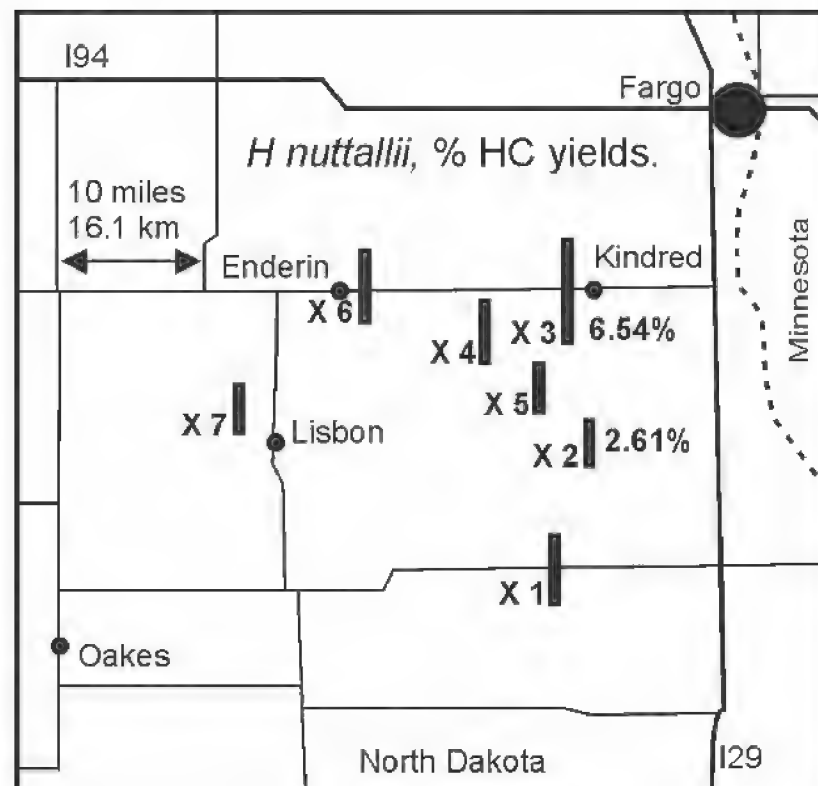 I94
Fargo
H nuttallii, % HC yields.
10 miles
16.1 km
Enderin
Kindred
Minnesota
X 6
X 3
6.54%
X 4
X 5
X 7
Lisbon
X 2
2.61%
X 1
Oakes
North Dakota
I29